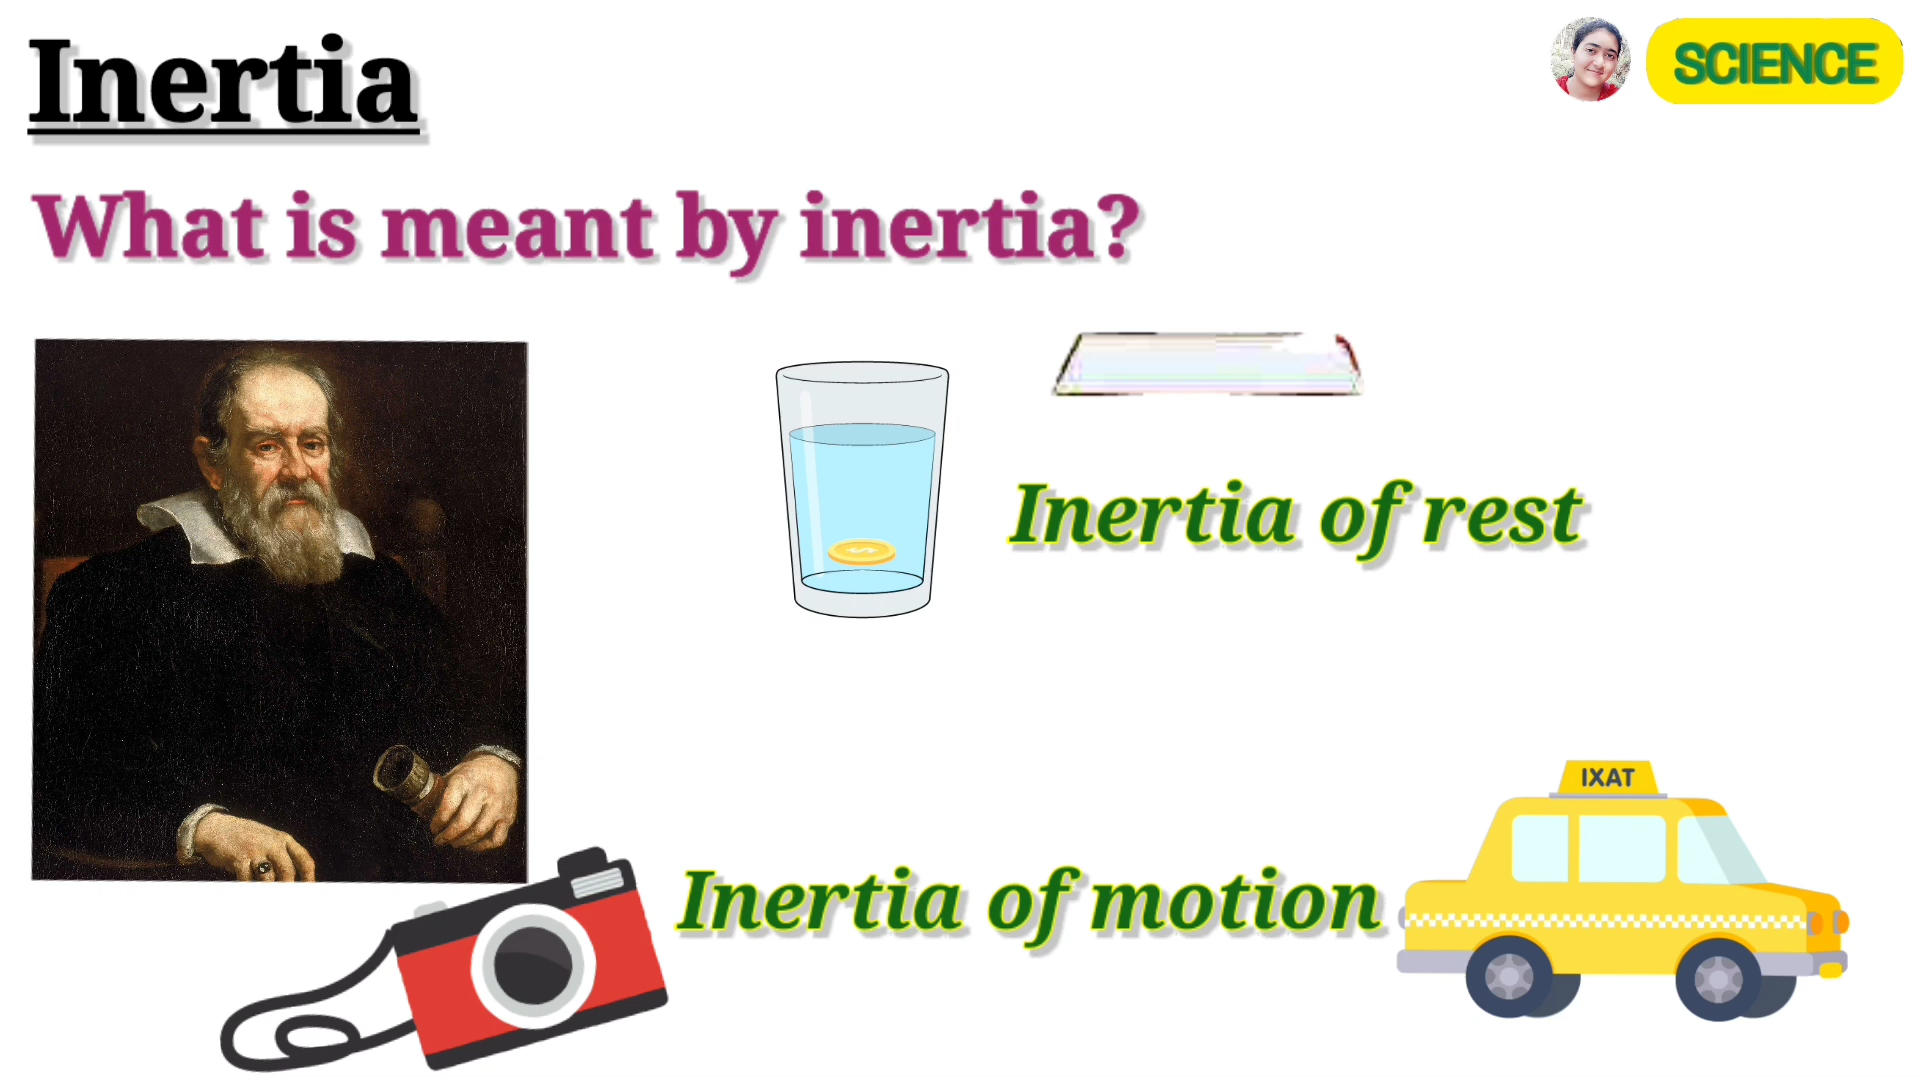 Inertia
SCIENCE
What is meant by inertia?
Inertia of rest
IXAT
Inertia of motion